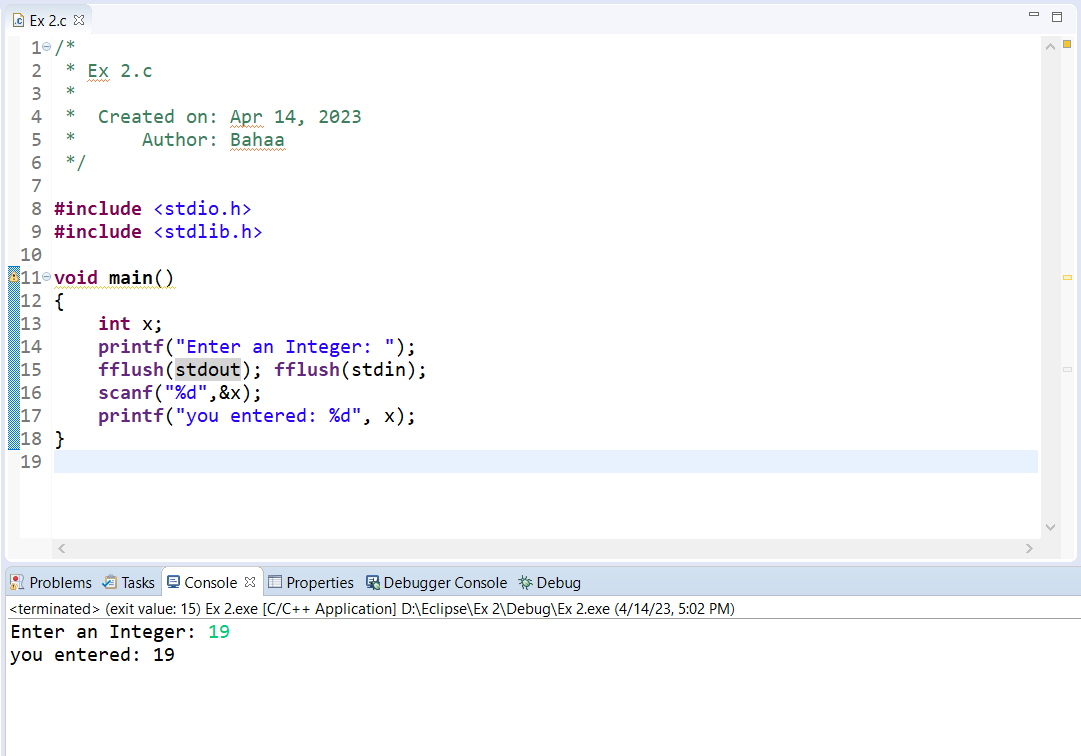 Ex 2.c
1 /*
2  * Ex 2.c
3  *
4  *  Created on: Apr 14, 2023
5  *      Author: Bahaa
6  */
7
8 #include <stdio.h>
9 #include <stdlib.h>
10
11 void main()
12 {
13     int x;
14     printf("Enter an Integer: ");
15     fflush(stdout); fflush(stdin);
16     scanf("%d",&x);
17     printf("you entered: %d", x);
18 }
19
Problems Tasks Console Properties Debugger Console Debug
<terminated> (exit value: 15) Ex 2.exe [C/C++ Application] D:\Eclipse\Ex 2\Debug\Ex 2.exe (4/14/23, 5:02 PM)
Enter an Integer: 19
you entered: 19